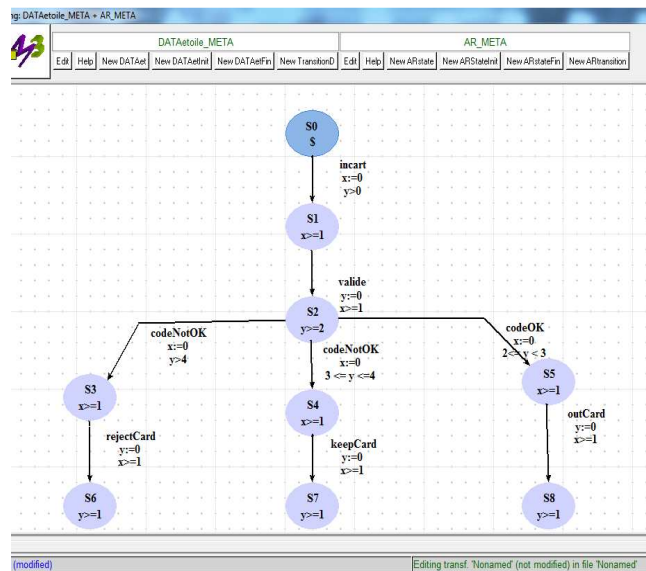 ng: DATAetoile_META + AR_META
DATAetoile_META AR_META
Edit Help New DATAet New DATAetInit New DATAetFin New TransitionD Edit Help New ARstate New ARStateInit New ARstateFin New ARtransition
S0
$
incart
x:=0
y>0
S1
x>=1
valide
y:=0
x>=1
S2
y>=2
codeNotOK
x:=0
y>4
codeNotOK
x:=0
3 <= y <=4
codeOK
x:=0
2<= y < 3
S3
x>=1
S4
x>=1
S5
x>=1
rejectCard
y:=0
x>=1
keepCard
y:=0
x>=1
outCard
y:=0
x>=1
S6
y>=1
S7
y>=1
S8
y>=1
(modified) Editing transf. 'Nonamed' (not modified) in file 'Nonamed'